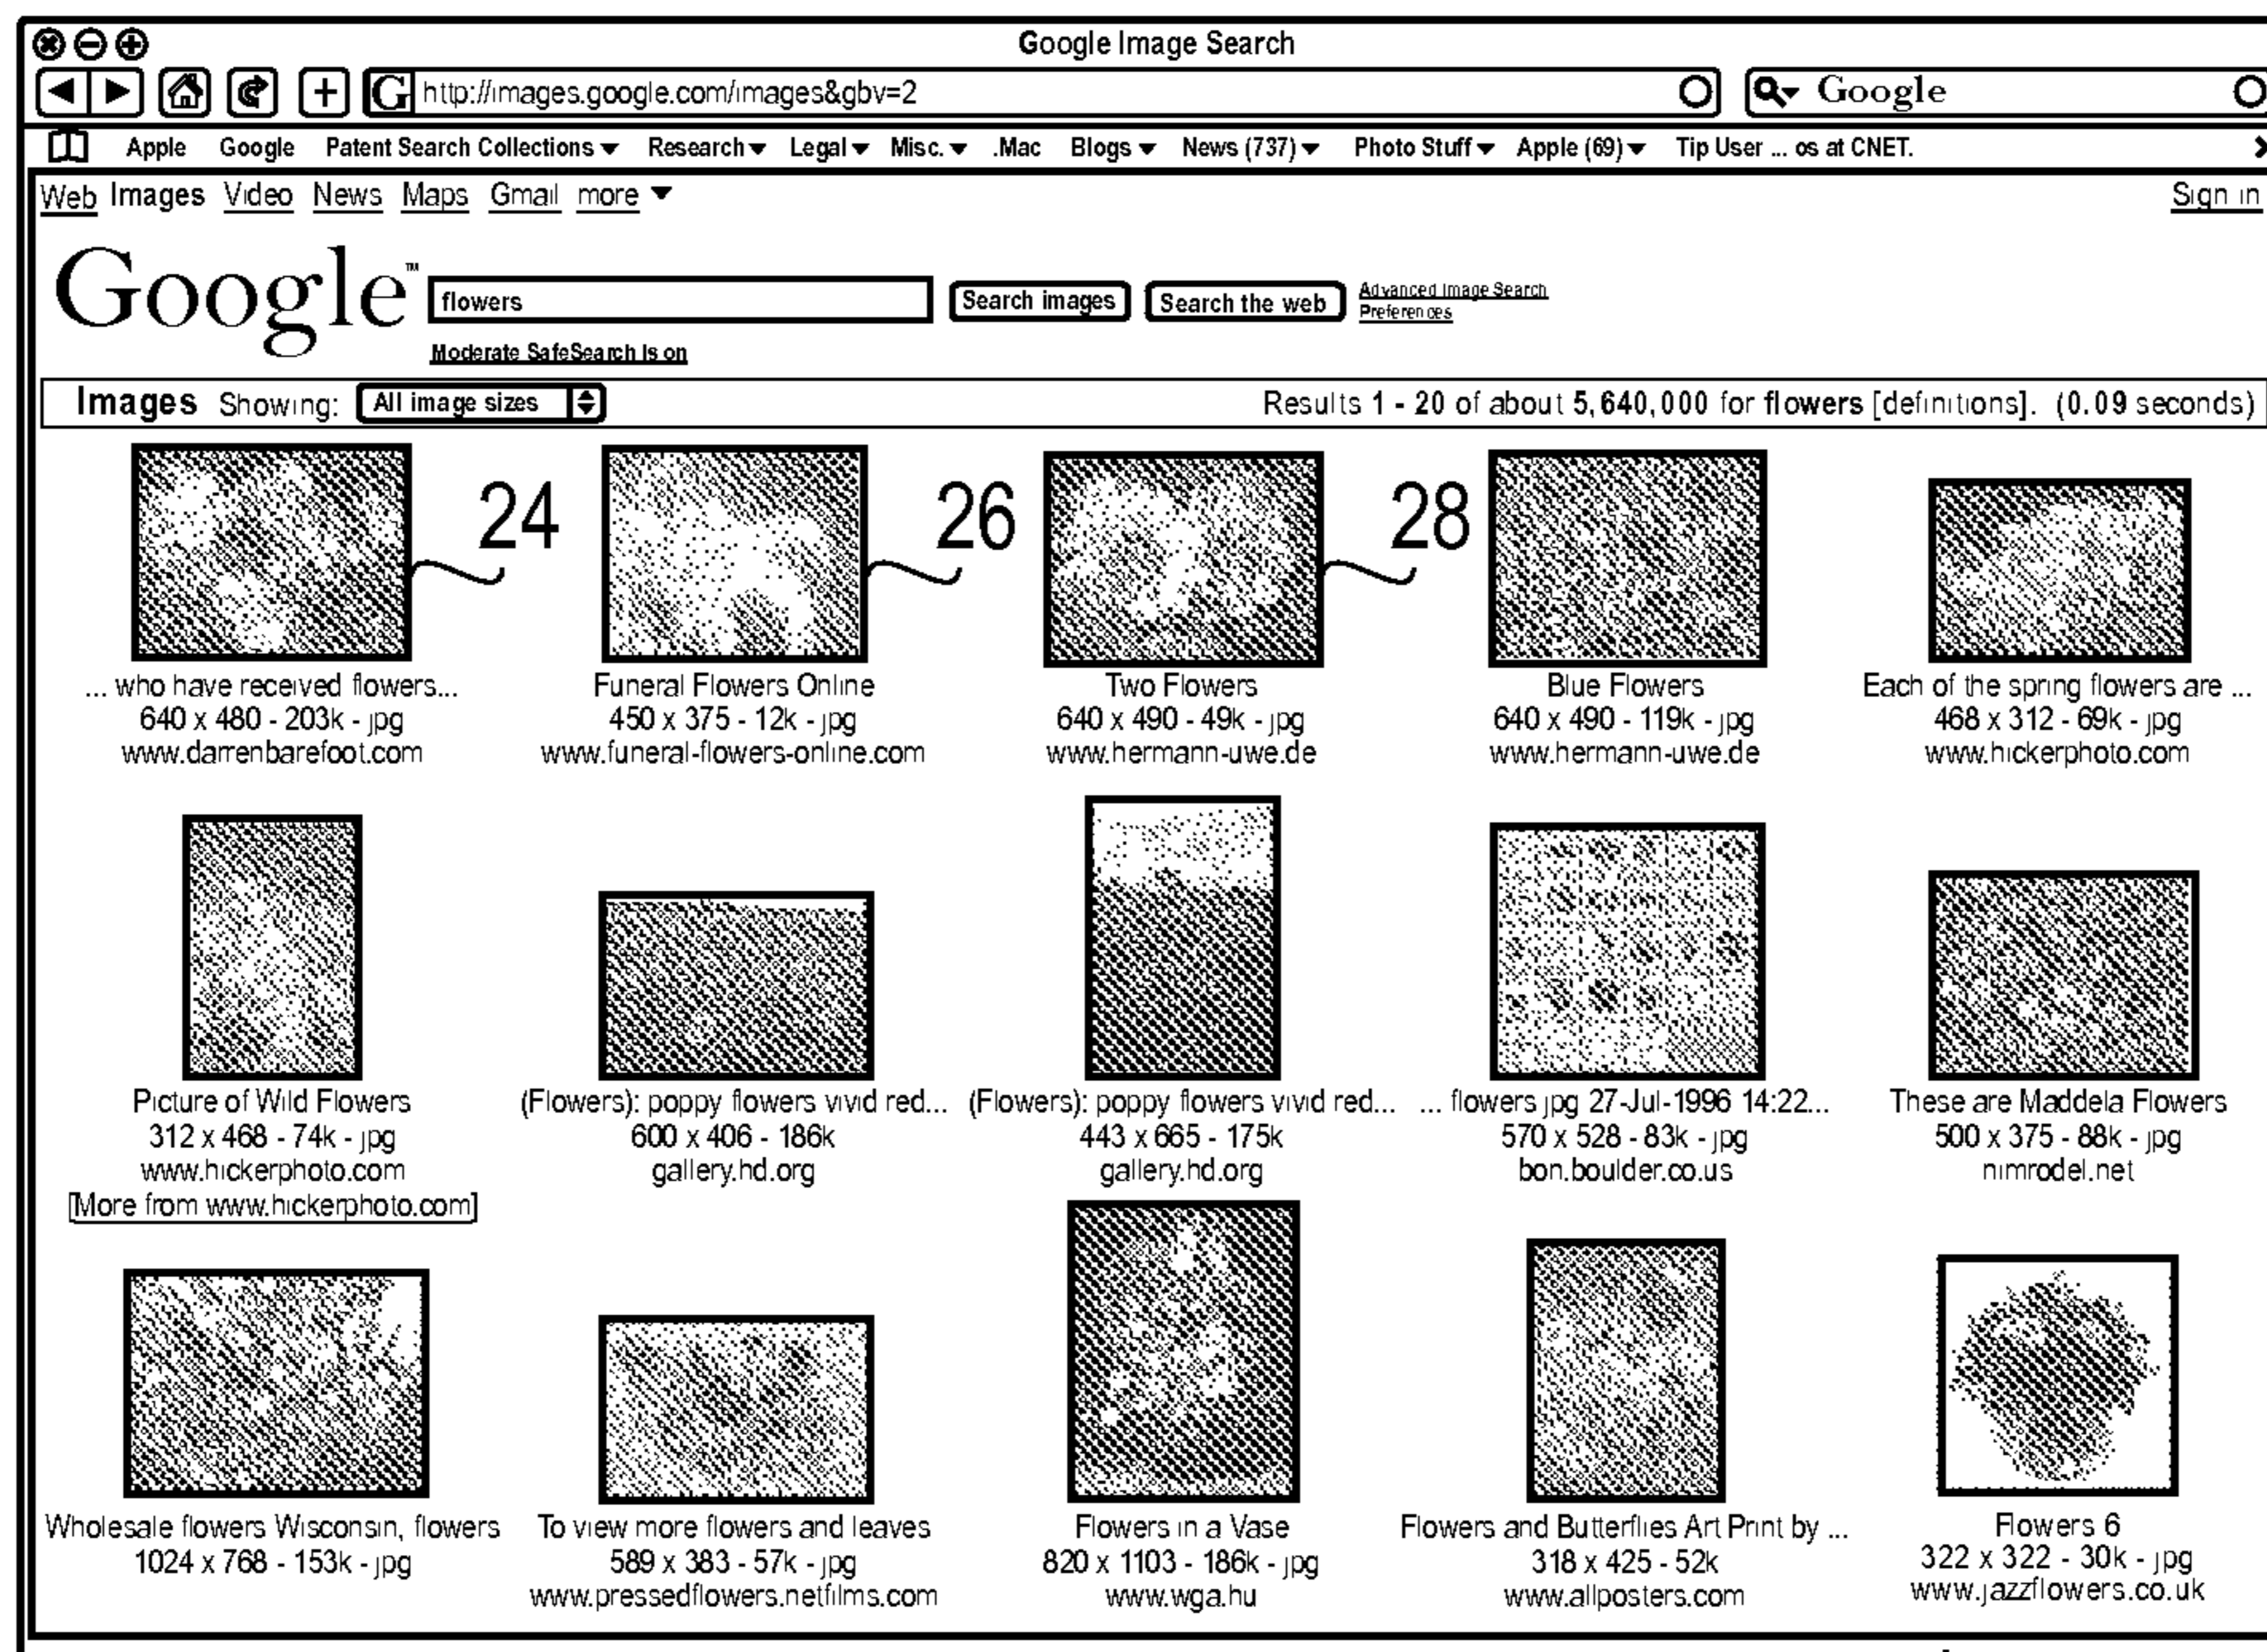 Google Image Search
G http://images.google.com/images&gbv=2 Google
Apple Google Patent Search Collections Research Legal Misc. .Mac Blogs News (737) Photo Stuff Apple (69) Tip User ... os at CNET.
Web Images Video News Maps Gmail more Sign in
Google™ flowers Search images Search the web Advanced Image Search
Preferences
Moderate SafeSearch is on
Images Showing: All image sizes Results 1 - 20 of about 5,640,000 for flowers [definitions]. (0.09 seconds)
24 26 28
... who have received flowers... Funeral Flowers Online Two Flowers Blue Flowers Each of the spring flowers are ...
640 x 480 - 203k - jpg 450 x 375 - 12k - jpg 640 x 490 - 49k - jpg 640 x 490 - 119k - jpg 468 x 312 - 69k - jpg
www.darrenbarefoot.com www.funeral-flowers-online.com www.hermann-uwe.de www.hermann-uwe.de www.hickerphoto.com
Picture of Wild Flowers (Flowers): poppy flowers vivid red... (Flowers): poppy flowers vivid red... ... flowers jpg 27-Jul-1996 14:22... These are Maddela Flowers
312 x 468 - 74k - jpg 600 x 406 - 186k 443 x 665 - 175k 570 x 528 - 83k - jpg 500 x 375 - 88k - jpg
www.hickerphoto.com gallery.hd.org gallery.hd.org bon.boulder.co.us nimrodel.net
[More from www.hickerphoto.com]
Wholesale flowers Wisconsin, flowers To view more flowers and leaves Flowers in a Vase Flowers and Butterflies Art Print by ... Flowers 6
1024 x 768 - 153k - jpg 589 x 383 - 57k - jpg 820 x 1103 - 186k - jpg 318 x 425 - 52k 322 x 322 - 30k - jpg
www.pressedflowers.netfilms.com www.wga.hu www.allposters.com www.jazzflowers.co.uk